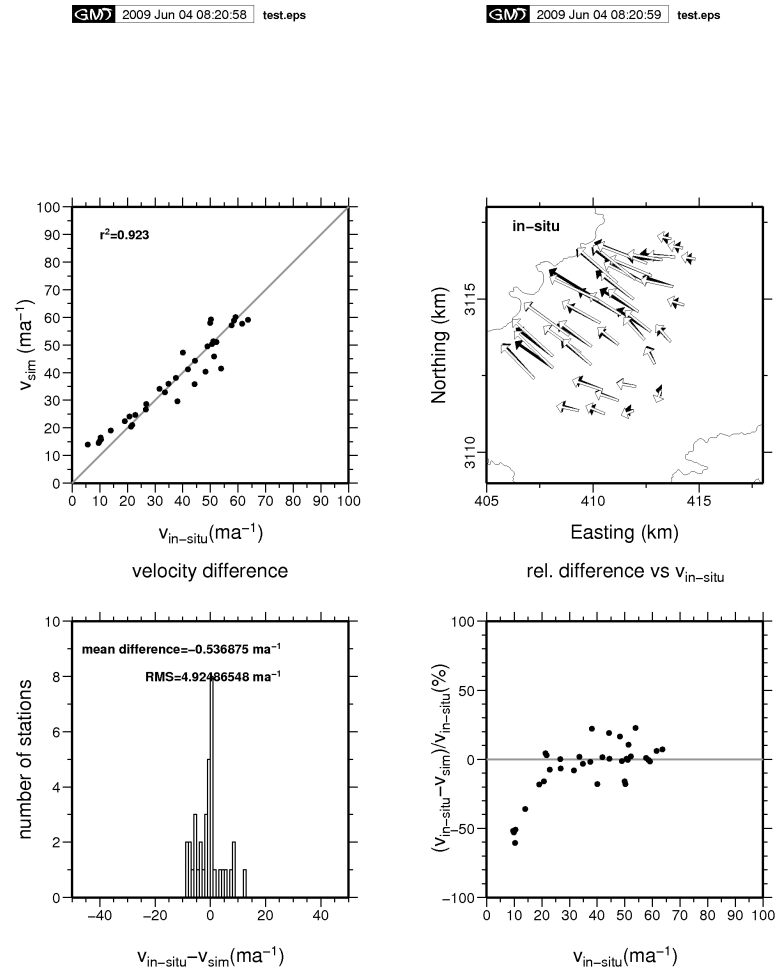 GMT 2009 Jun 04 08:20:58 test.eps
GMT 2009 Jun 04 08:20:59 test.eps
100
90
80
70
60
50
40
30
20
10
0
v_sim (ma⁻¹)
r²=0.923
0 10 20 30 40 50 60 70 80 90 100
v_in−situ(ma⁻¹)
in−situ
Northing (km)
3115
3110
405 410 415
Easting (km)
velocity difference
10
8
6
4
2
0
number of stations
mean difference=−0.536875 ma⁻¹
RMS=4.92486548 ma⁻¹
−40 −20 0 20 40
v_in−situ−v_sim(ma⁻¹)
rel. difference vs v_in−situ
100
50
0
−50
−100
(v_in−situ−v_sim)/v_in−situ(%)
0 10 20 30 40 50 60 70 80 90 100
v_in−situ(ma⁻¹)